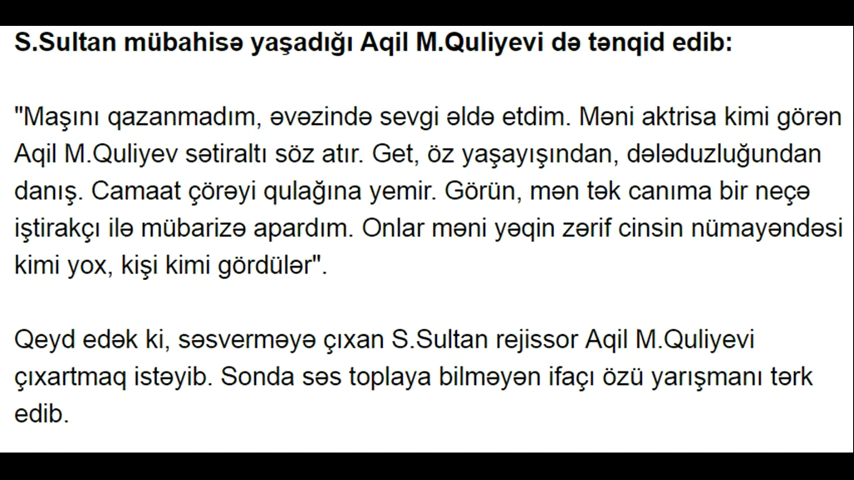 S.Sultan mübahisə yaşadığı Aqil M.Quliyevi də tənqid edib:
"Maşını qazanmadım, əvəzində sevgi əldə etdim. Məni aktrisa kimi görən
Aqil M.Quliyev sətiraltı söz atır. Get, öz yaşayışından, dələduzluğundan
danış. Camaat çörəyi qulağına yemir. Görün, mən tək canıma bir neçə
iştirakçı ilə mübarizə apardım. Onlar məni yəqin zərif cinsin nümayəndəsi
kimi yox, kişi kimi gördülər".
Qeyd edək ki, səsverməyə çıxan S.Sultan rejissor Aqil M.Quliyevi
çıxartmaq istəyib. Sonda səs toplaya bilməyən ifaçı özü yarışmanı tərk
edib.